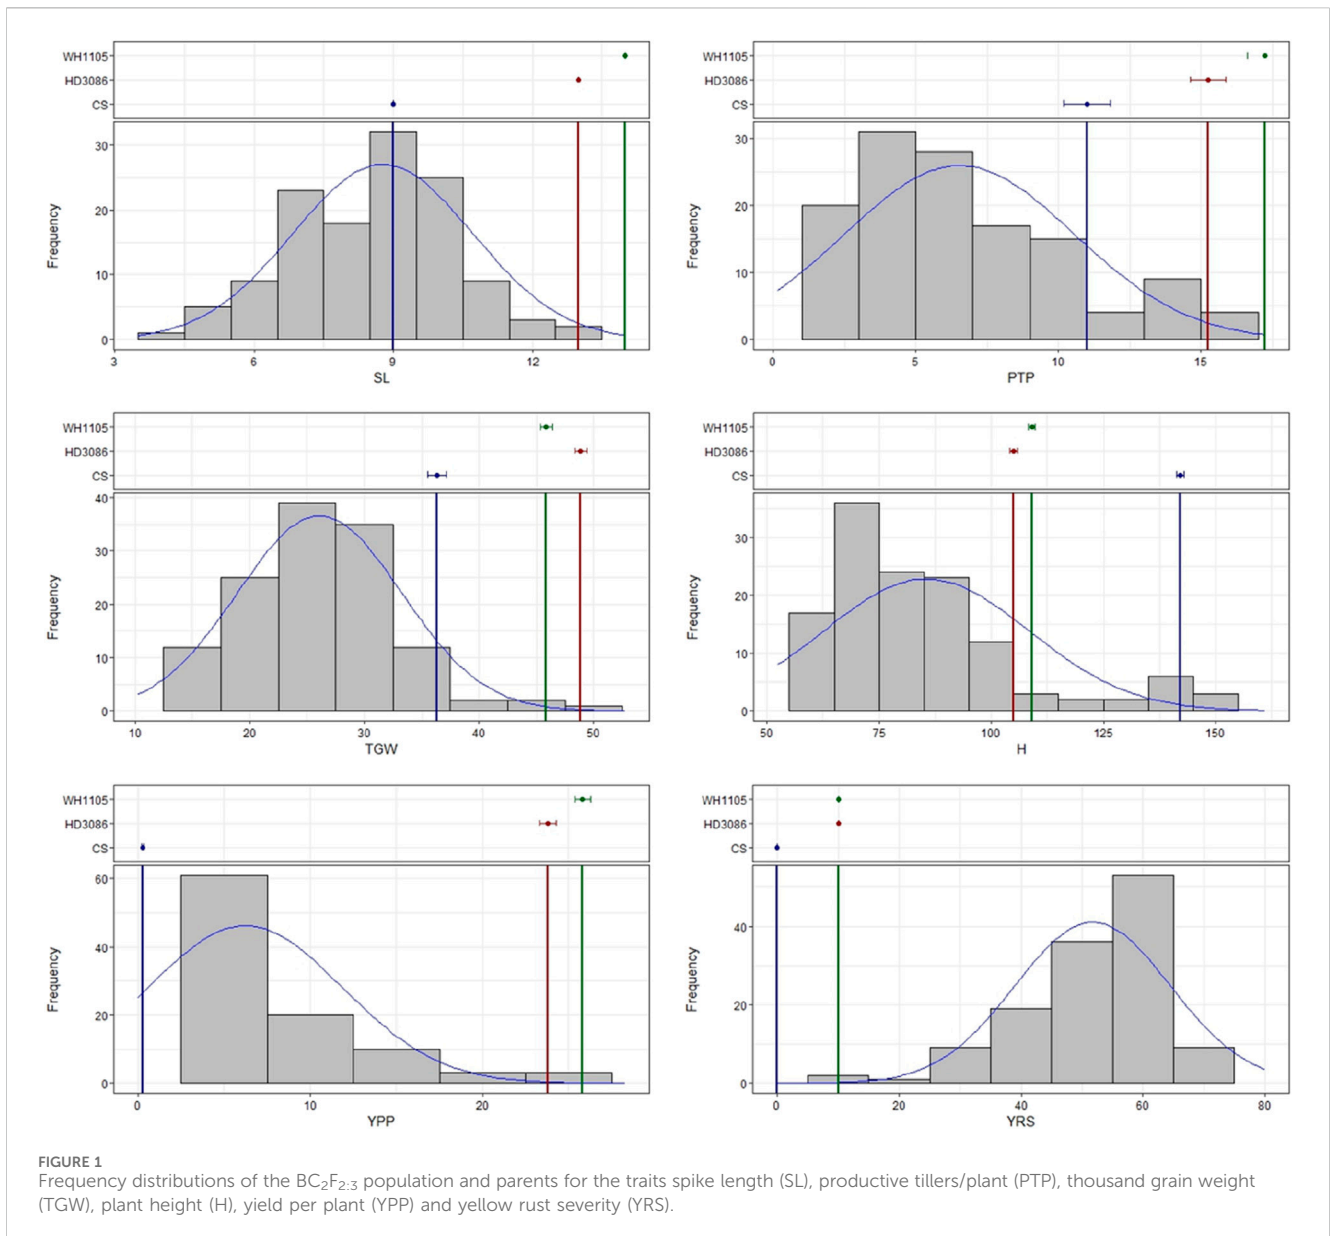 WH1105
HD3086
CS
Frequency
30
20
10
0
3
6
9
12
SL
WH1105
HD3086
CS
Frequency
30
20
10
0
0
5
10
15
PTP
WH1105
HD3086
CS
Frequency
40
30
20
10
0
10
20
30
40
50
TGW
WH1105
HD3086
CS
Frequency
30
20
10
0
50
75
100
125
150
H
WH1105
HD3086
CS
Frequency
60
40
20
0
0
10
20
YPP
WH1105
HD3086
CS
Frequency
40
20
0
0
20
40
60
80
YRS
FIGURE 1
Frequency distributions of the BC₂F₂:₃ population and parents for the traits spike length (SL), productive tillers/plant (PTP), thousand grain weight
(TGW), plant height (H), yield per plant (YPP) and yellow rust severity (YRS).